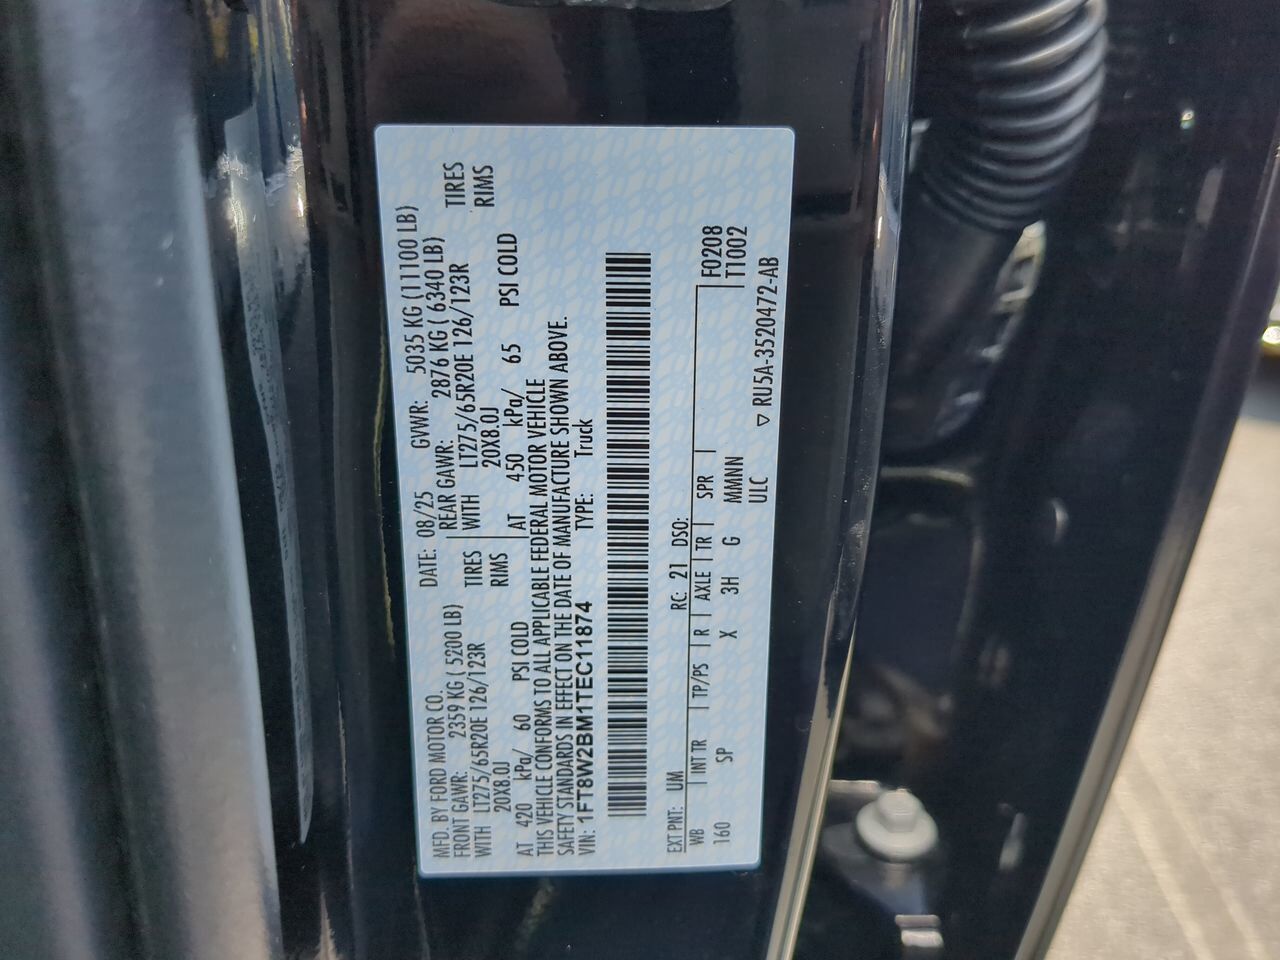 MFD. BY FORD MOTOR CO.
DATE: 08/25 GVWR: 5035 KG (11100 LB)
FRONT GAWR: 2359 KG ( 5200 LB) REAR GAWR: 2876 KG ( 6340 LB)
WITH LT275/65R20E 126/123R TIRES WITH LT275/65R20E 126/123R TIRES
20X8.0J RIMS 20X8.0J RIMS
AT 420 kPa/ 60 PSI COLD AT 450 kPa/ 65 PSI COLD
THIS VEHICLE CONFORMS TO ALL APPLICABLE FEDERAL MOTOR VEHICLE
SAFETY STANDARDS IN EFFECT ON THE DATE OF MANUFACTURE SHOWN ABOVE.
VIN: 1FT8W2BM1TEC11874 TYPE: Truck
EXT PNT: UM RC: 21 DSO:
WB INT TR TP/PS R AXLE TR SPR F0208
160 SP X 3H G MMNNN T1002
ULC
▽ RU5A-3520472-AB